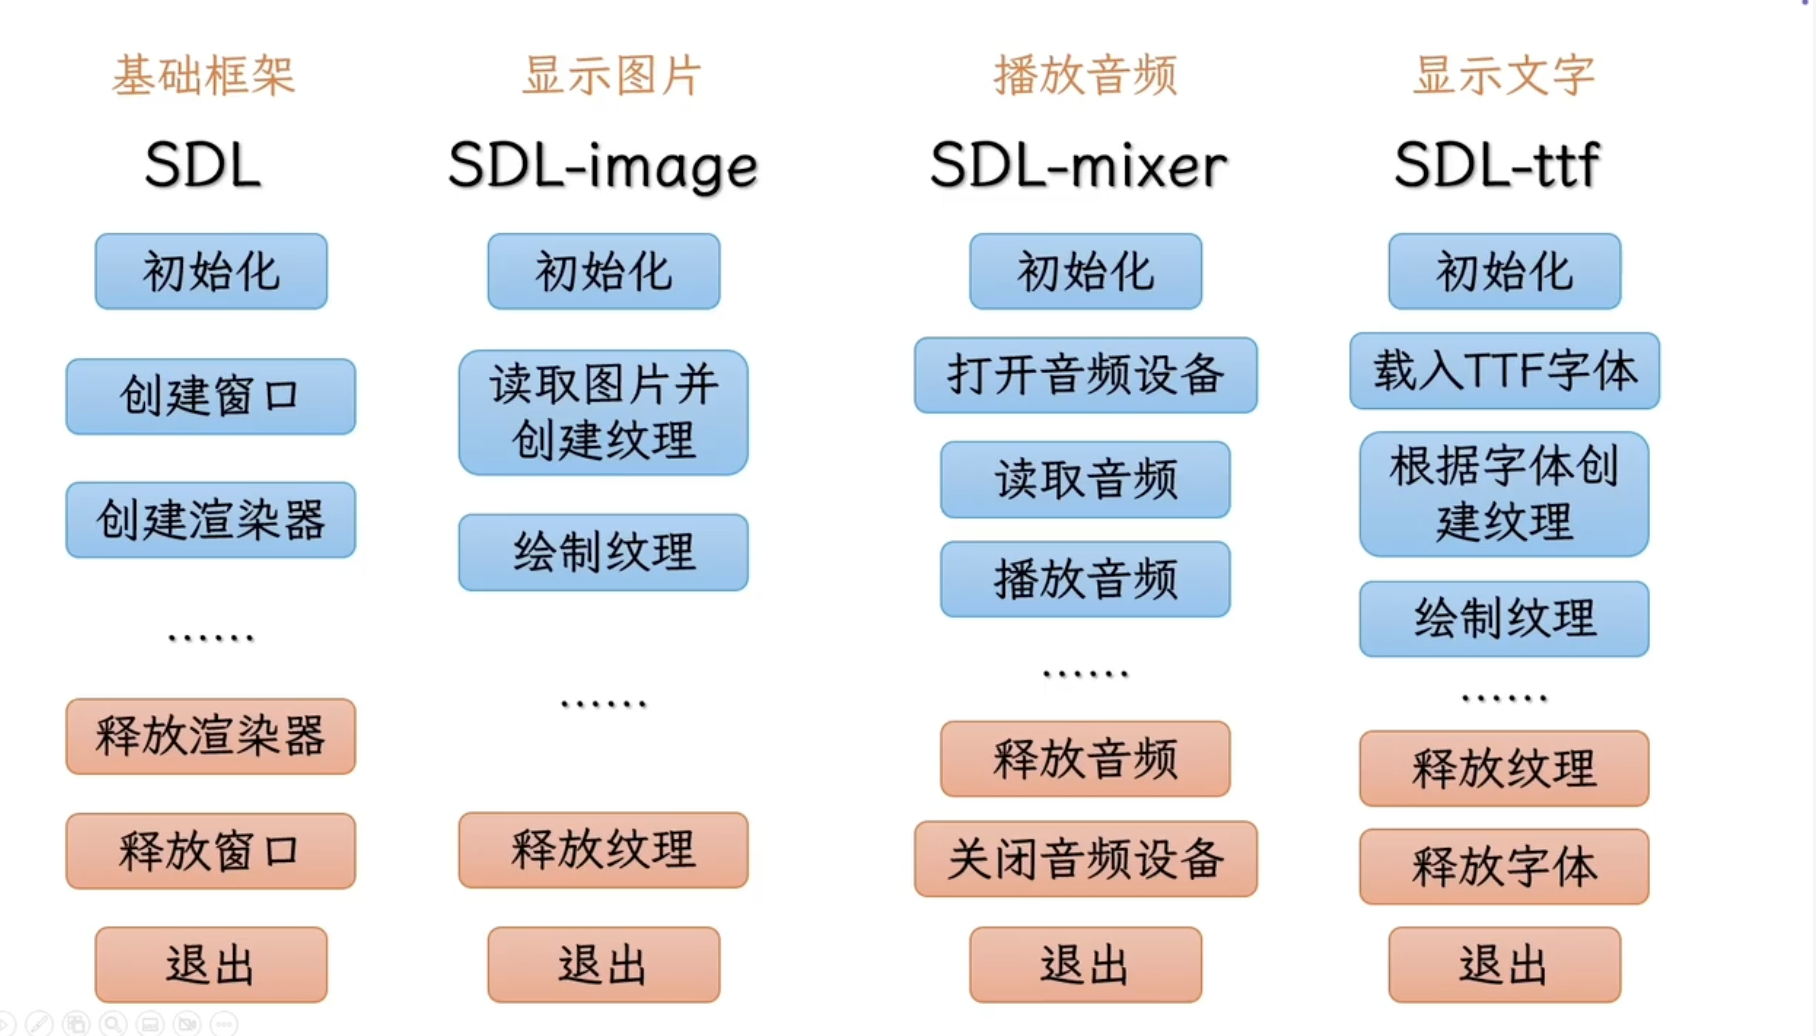 基础框架
SDL
初始化
创建窗口
创建渲染器
......
释放渲染器
释放窗口
退出
显示图片
SDL-image
初始化
读取图片并
创建纹理
绘制纹理
......
释放纹理
退出
播放音频
SDL-mixer
初始化
打开音频设备
读取音频
播放音频
......
释放音频
关闭音频设备
退出
显示文字
SDL-ttf
初始化
载入TTF字体
根据字体创
建纹理
绘制纹理
......
释放纹理
释放字体
退出